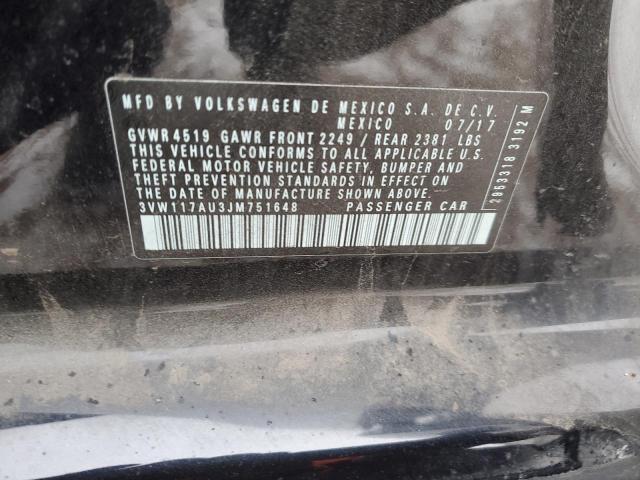 MFD BY VOLKSWAGEN DE MEXICO S.A. DE C.V.
MEXICO 07/17
GVWR 4519 GAWR FRONT 2249 / REAR 2381 LBS
THIS VEHICLE CONFORMS TO ALL APPLICABLE U.S.
FEDERAL MOTOR VEHICLE SAFETY, BUMPER AND
THEFT PREVENTION STANDARDS IN EFFECT ON
THE DATE OF MANUFACTURE SHOWN ABOVE.
3VW117AU3JM751648 PASSENGER CAR
2953318 3192 M